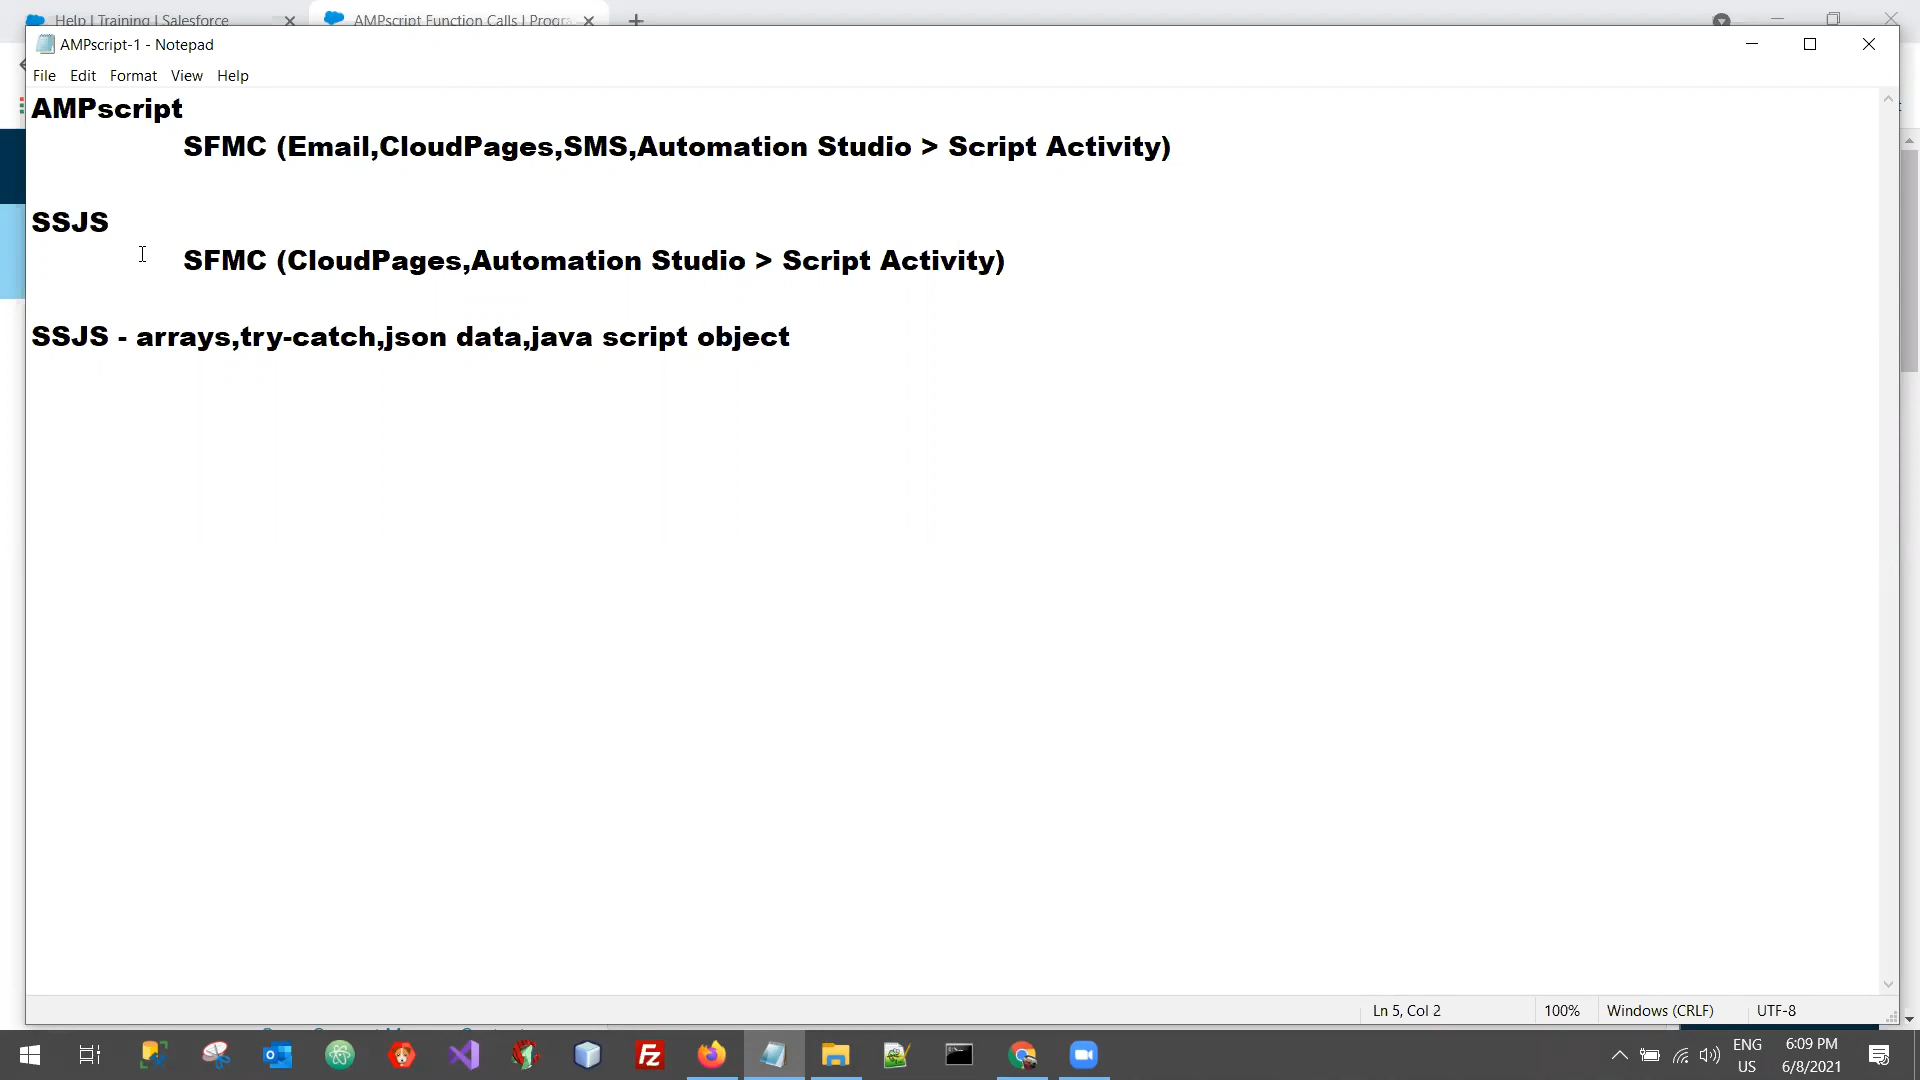 Help | Training | Salesforce
AMPscript Function Calls | Progra
AMPscript-1 - Notepad
File Edit Format View Help
AMPscript
SFMC (Email,CloudPages,SMS,Automation Studio > Script Activity)
SSJS
SFMC (CloudPages,Automation Studio > Script Activity)
SSJS - arrays,try-catch,json data,java script object
Ln 5, Col 2 100% Windows (CRLF) UTF-8
ENG 6:09 PM
US 6/8/2021